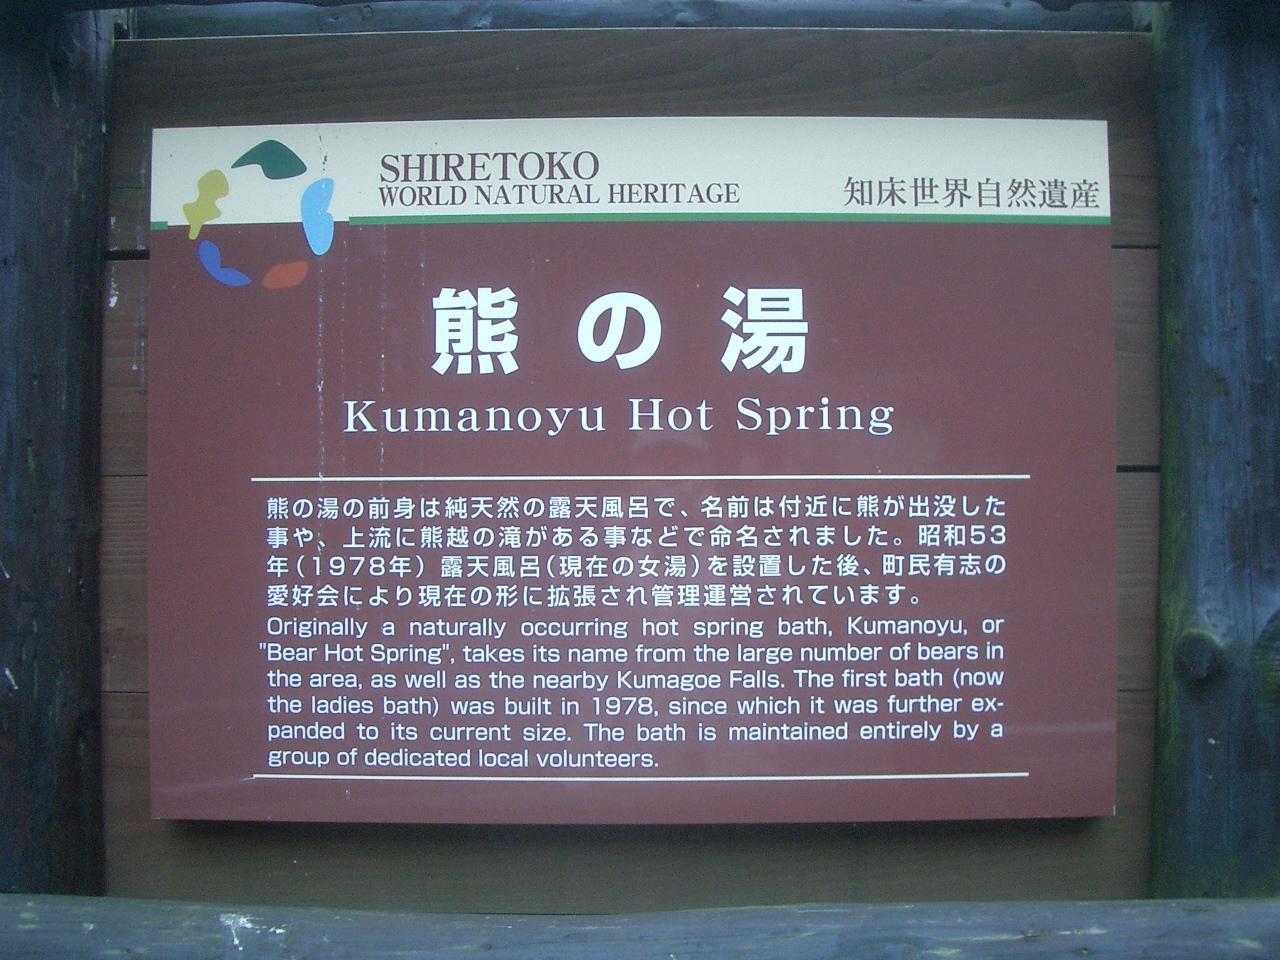 SHIRETOKO
WORLD NATURAL HERITAGE
知床世界自然遺産
熊の湯
Kumanoyu Hot Spring
熊の湯の前身は純天然の露天風呂で、名前は付近に熊が出没した
事や、上流に熊越の滝がある事などで命名されました。昭和53
年(1978年) 露天風呂(現在の女湯)を設置した後、町民有志の
愛好会により現在の形に拡張され管理運営されています。
Originally a naturally occurring hot spring bath, Kumanoyu, or
"Bear Hot Spring", takes its name from the large number of bears in
the area, as well as the nearby Kumagoe Falls. The first bath (now
the ladies bath) was built in 1978, since which it was further ex-
panded to its current size. The bath is maintained entirely by a
group of dedicated local volunteers.